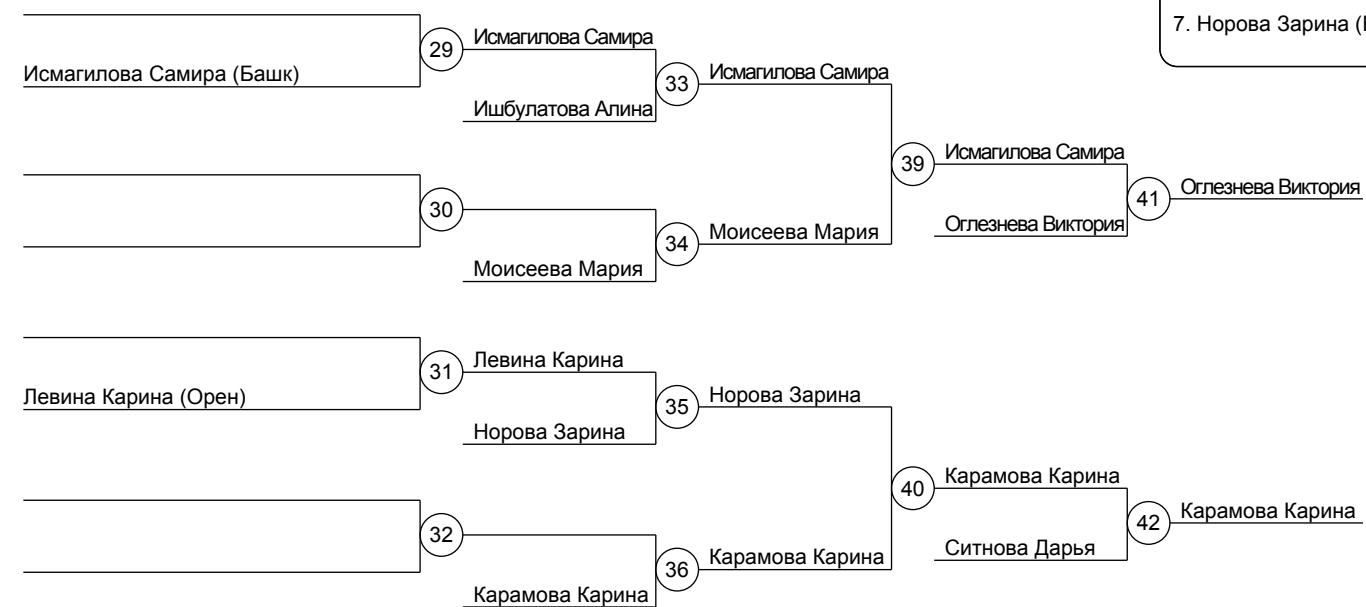 7. Норова Зарина (
29
Исмагилова Самира
Исмагилова Самира (Башк)
33
Исмагилова Самира
Ишбулатова Алина
39
Исмагилова Самира
41
Оглезнева Виктория
30
Оглезнева Виктория
34
Моисеева Мария
Моисеева Мария
31
Левина Карина
Левина Карина (Орен)
35
Норова Зарина
Норова Зарина
40
Карамова Карина
42
Карамова Карина
32
Ситнова Дарья
36
Карамова Карина
Карамова Карина